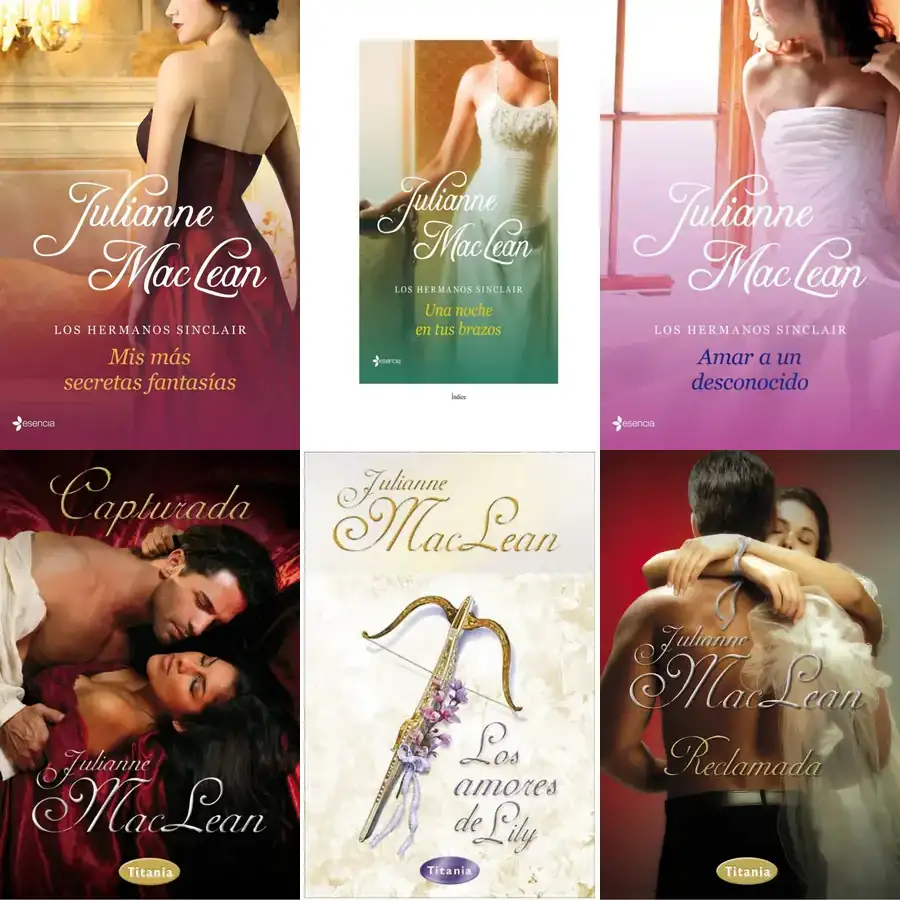 Julianne
MacLean
LOS HERMANOS SINCLAIR
Mis más
secretas fantasías
esencia
Julianne
MacLean
LOS HERMANOS SINCLAIR
Una noche
en tus brazos
esencia
Índice
Julianne
MacLean
LOS HERMANOS SINCLAIR
Amar a un
desconocido
esencia
Capturada
Julianne
MacLean
Titania
Julianne
MacLean
Los
amores
de Lily
Titania
Julianne
MacLean
Reclamada
Titania